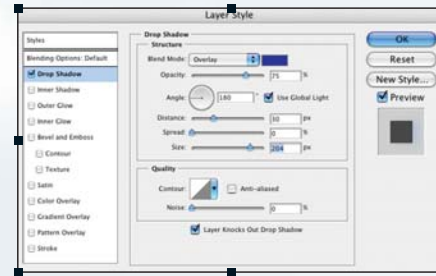 Layer Style
Styles
Blending Options: Default
Drop Shadow
Inner Shadow
Outer Glow
Inner Glow
Bevel and Emboss
Contour
Texture
Satin
Color Overlay
Gradient Overlay
Pattern Overlay
Stroke
Drop Shadow
Structure
Blend Mode: Overlay
Opacity: 75 %
Angle: 180 ° Use Global Light
Distance: 30 px
Spread: 0 %
Size: 204 px
Quality
Contour: Anti-aliased
Noise: 0 %
Layer Knocks Out Drop Shadow
OK
Reset
New Style...
Preview